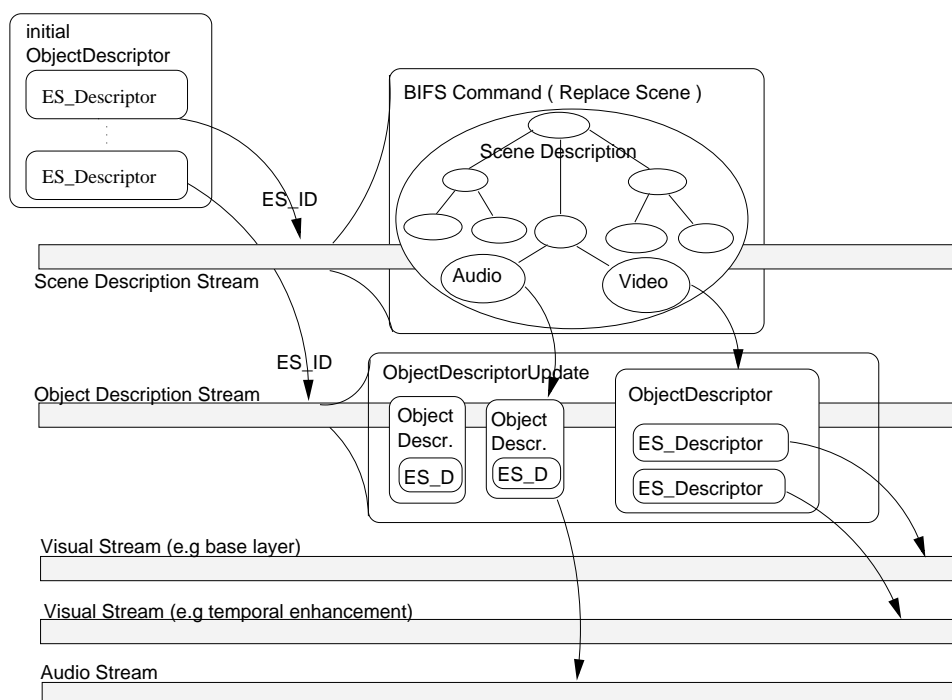 initial
ObjectDescriptor
ES_Descriptor
ES_Descriptor
BIFS Command ( Replace Scene )
Scene Description
ES_ID
Audio
Video
Scene Description Stream
ES_ID
ObjectDescriptorUpdate
Object Description Stream
Object
Descr.
ES_D
Object
Descr.
ES_D
ObjectDescriptor
ES_Descriptor
ES_Descriptor
Visual Stream (e.g base layer)
Visual Stream (e.g temporal enhancement)
Audio Stream